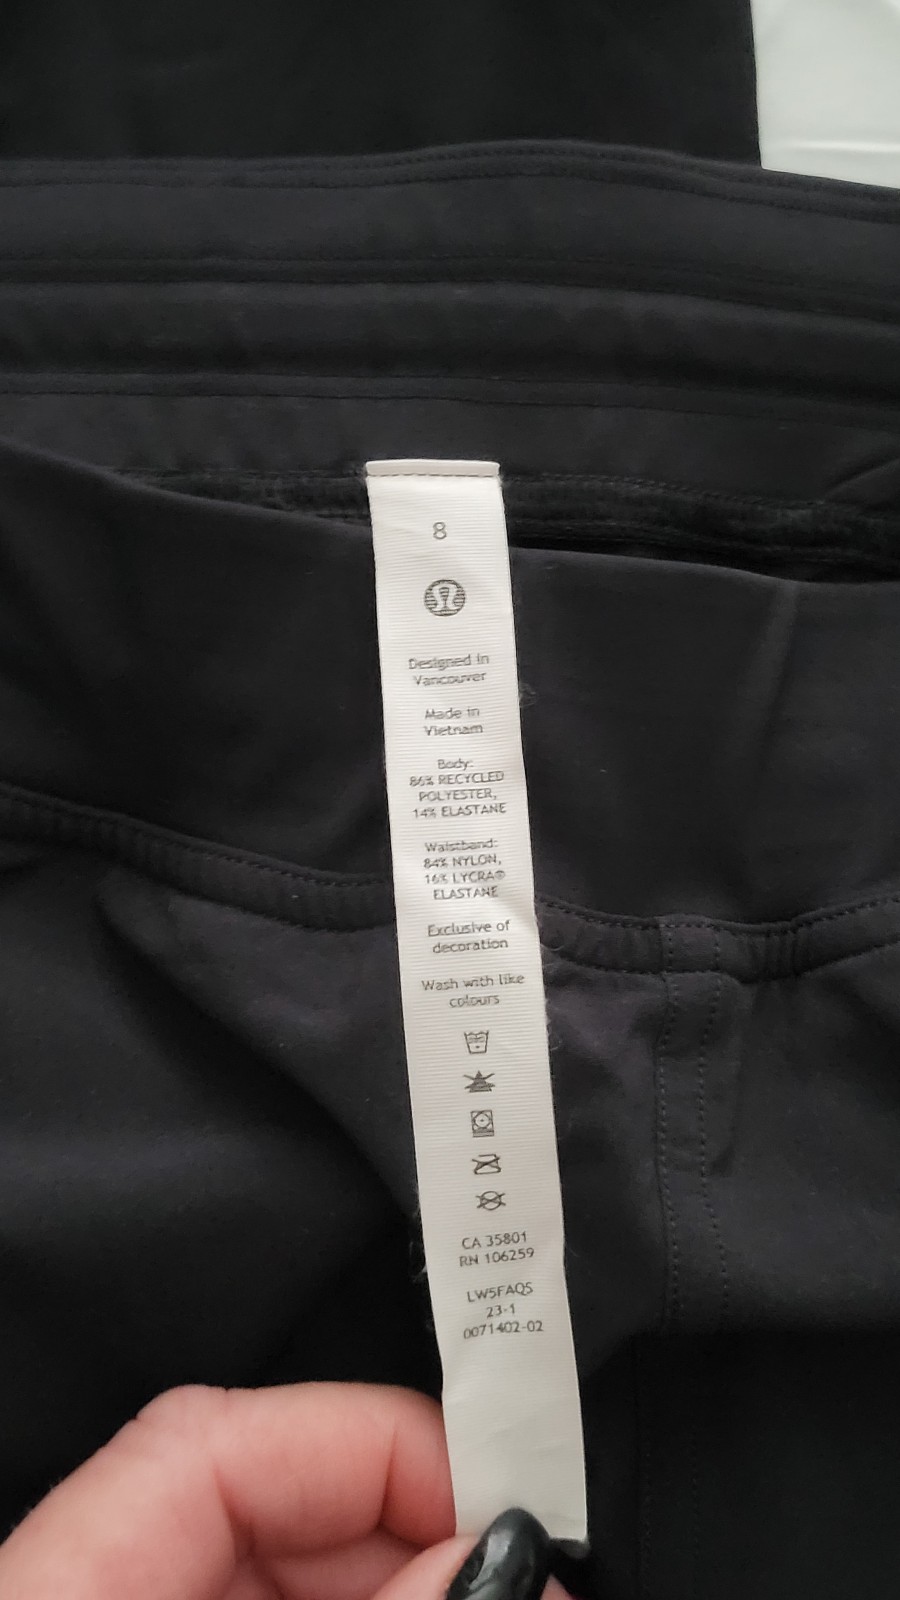 8
Designed in
Vancouver
Made in
Vietnam
Body:
86% RECYCLED
POLYESTER,
14% ELASTANE
Waistband:
84% NYLON,
16% LYCRA®
ELASTANE
Exclusive of
decoration
Wash with like
colours
CA 35801
RN 106259
LW5FAQS
23-1
0071402-02